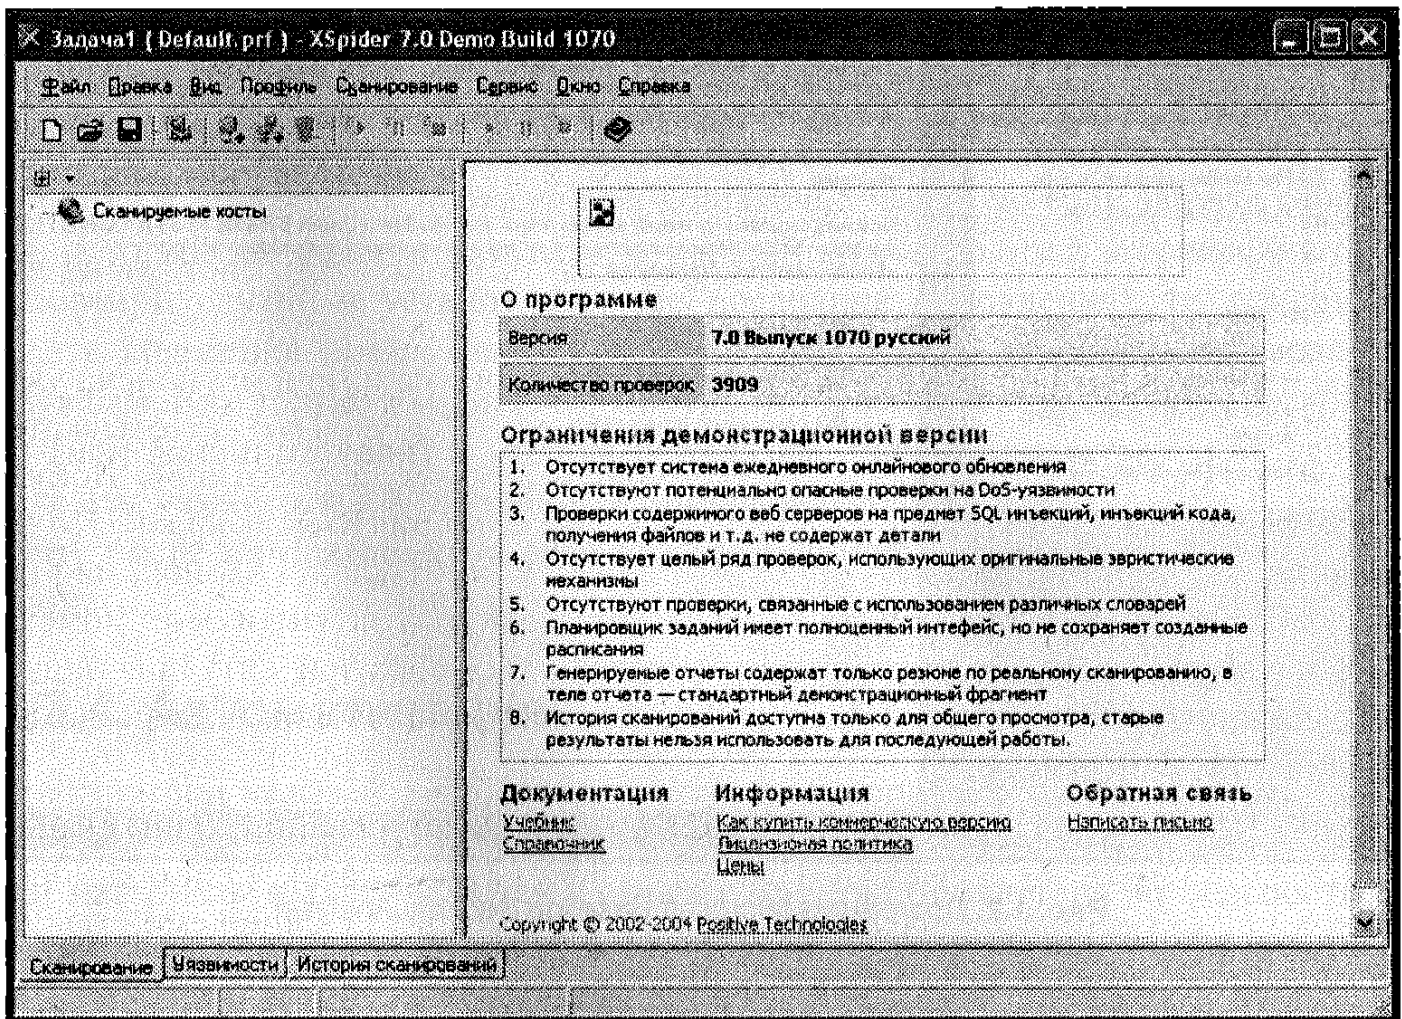 Задача1 ( Default.prf ) - XSpider 7.0 Demo Build 1070
Файл Правка Вид Профиль Сканирование Сервис Окно Справка
Сканируемые хосты
О программе
Версия 7.0 Выпуск 1070 русский
Количество проверок 3909
Ограничения демонстрационной версии
1. Отсутствует система ежедневного онлайнового обновления
2. Отсутствуют потенциально опасные проверки на DoS-уязвимости
3. Проверки содержимого веб серверов на предмет SQL инъекций, инъекций кода,
получения файлов и т.д. не содержат детали
4. Отсутствует целый ряд проверок, использующих оригинальные эвристические
механизмы
5. Отсутствуют проверки, связанные с использованием различных словарей
6. Планировщик заданий имеет полноценный интефейс, но не сохраняет созданные
расписания
7. Генерируемые отчеты содержат только резюме по реальному сканированию, в
теле отчета — стандартный демонстрационный фрагмент
8. История сканирований доступна только для общего просмотра, старые
результаты нельзя использовать для последующей работы.
Документация Информация Обратная связь
Учебник Как купить коммерческую версию Написать письмо
Справочник Лицензионая политика
Цены
Copyright © 2002-2004 Positive Technologies
Сканирование Уязвимости История сканирований